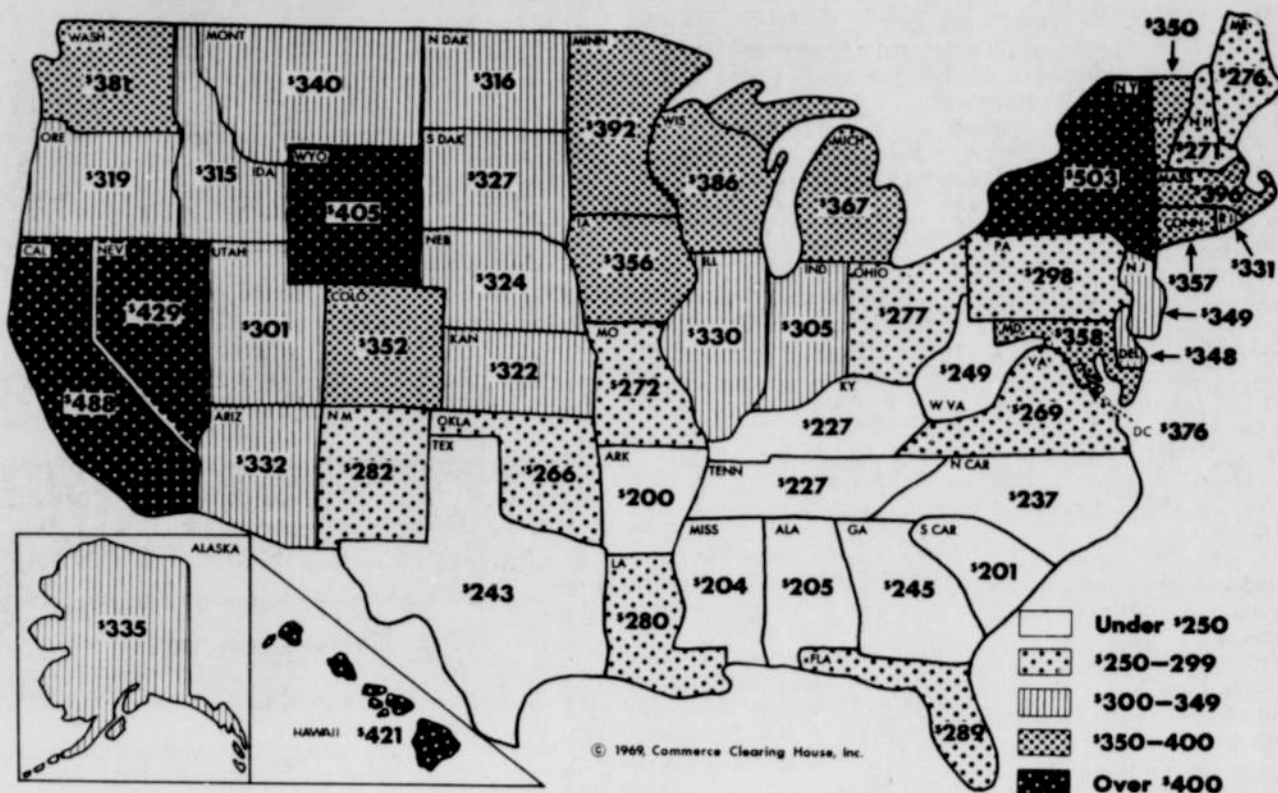 WASH
$381
MONT
$340
N DAK
$316
MINN
$392
$350
ME
$276
ORE
$319
$315
IDA
WYO
$405
S DAK
$327
WIS
$386
MICH
$367
N Y
$503
VT
N H
$271
MASS
$396
CONN
R I
$331
$357
CAL
$488
NEV
$429
UTAH
$301
COLO
$352
NEB
$324
KAN
$322
IA
$356
MO
$272
ILL
$330
IND
$305
OHIO
$277
PA
$298
N J
$349
MD
$358
DEL
$348
DC $376
KY
$227
W VA
$249
VA
$269
ARIZ
$332
N M
$282
OKLA
$266
TEX
$243
ARK
$200
TENN
$227
N CAR
$237
MISS
$204
ALA
$205
GA
$245
S CAR
$201
LA
$280
FLA
$289
ALASKA
$335
HAWAII
$421
© 1969, Commerce Clearing House, Inc.
Under $250
$250—299
$300—349
$350—400
Over $400